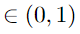 ∈ (0, 1)